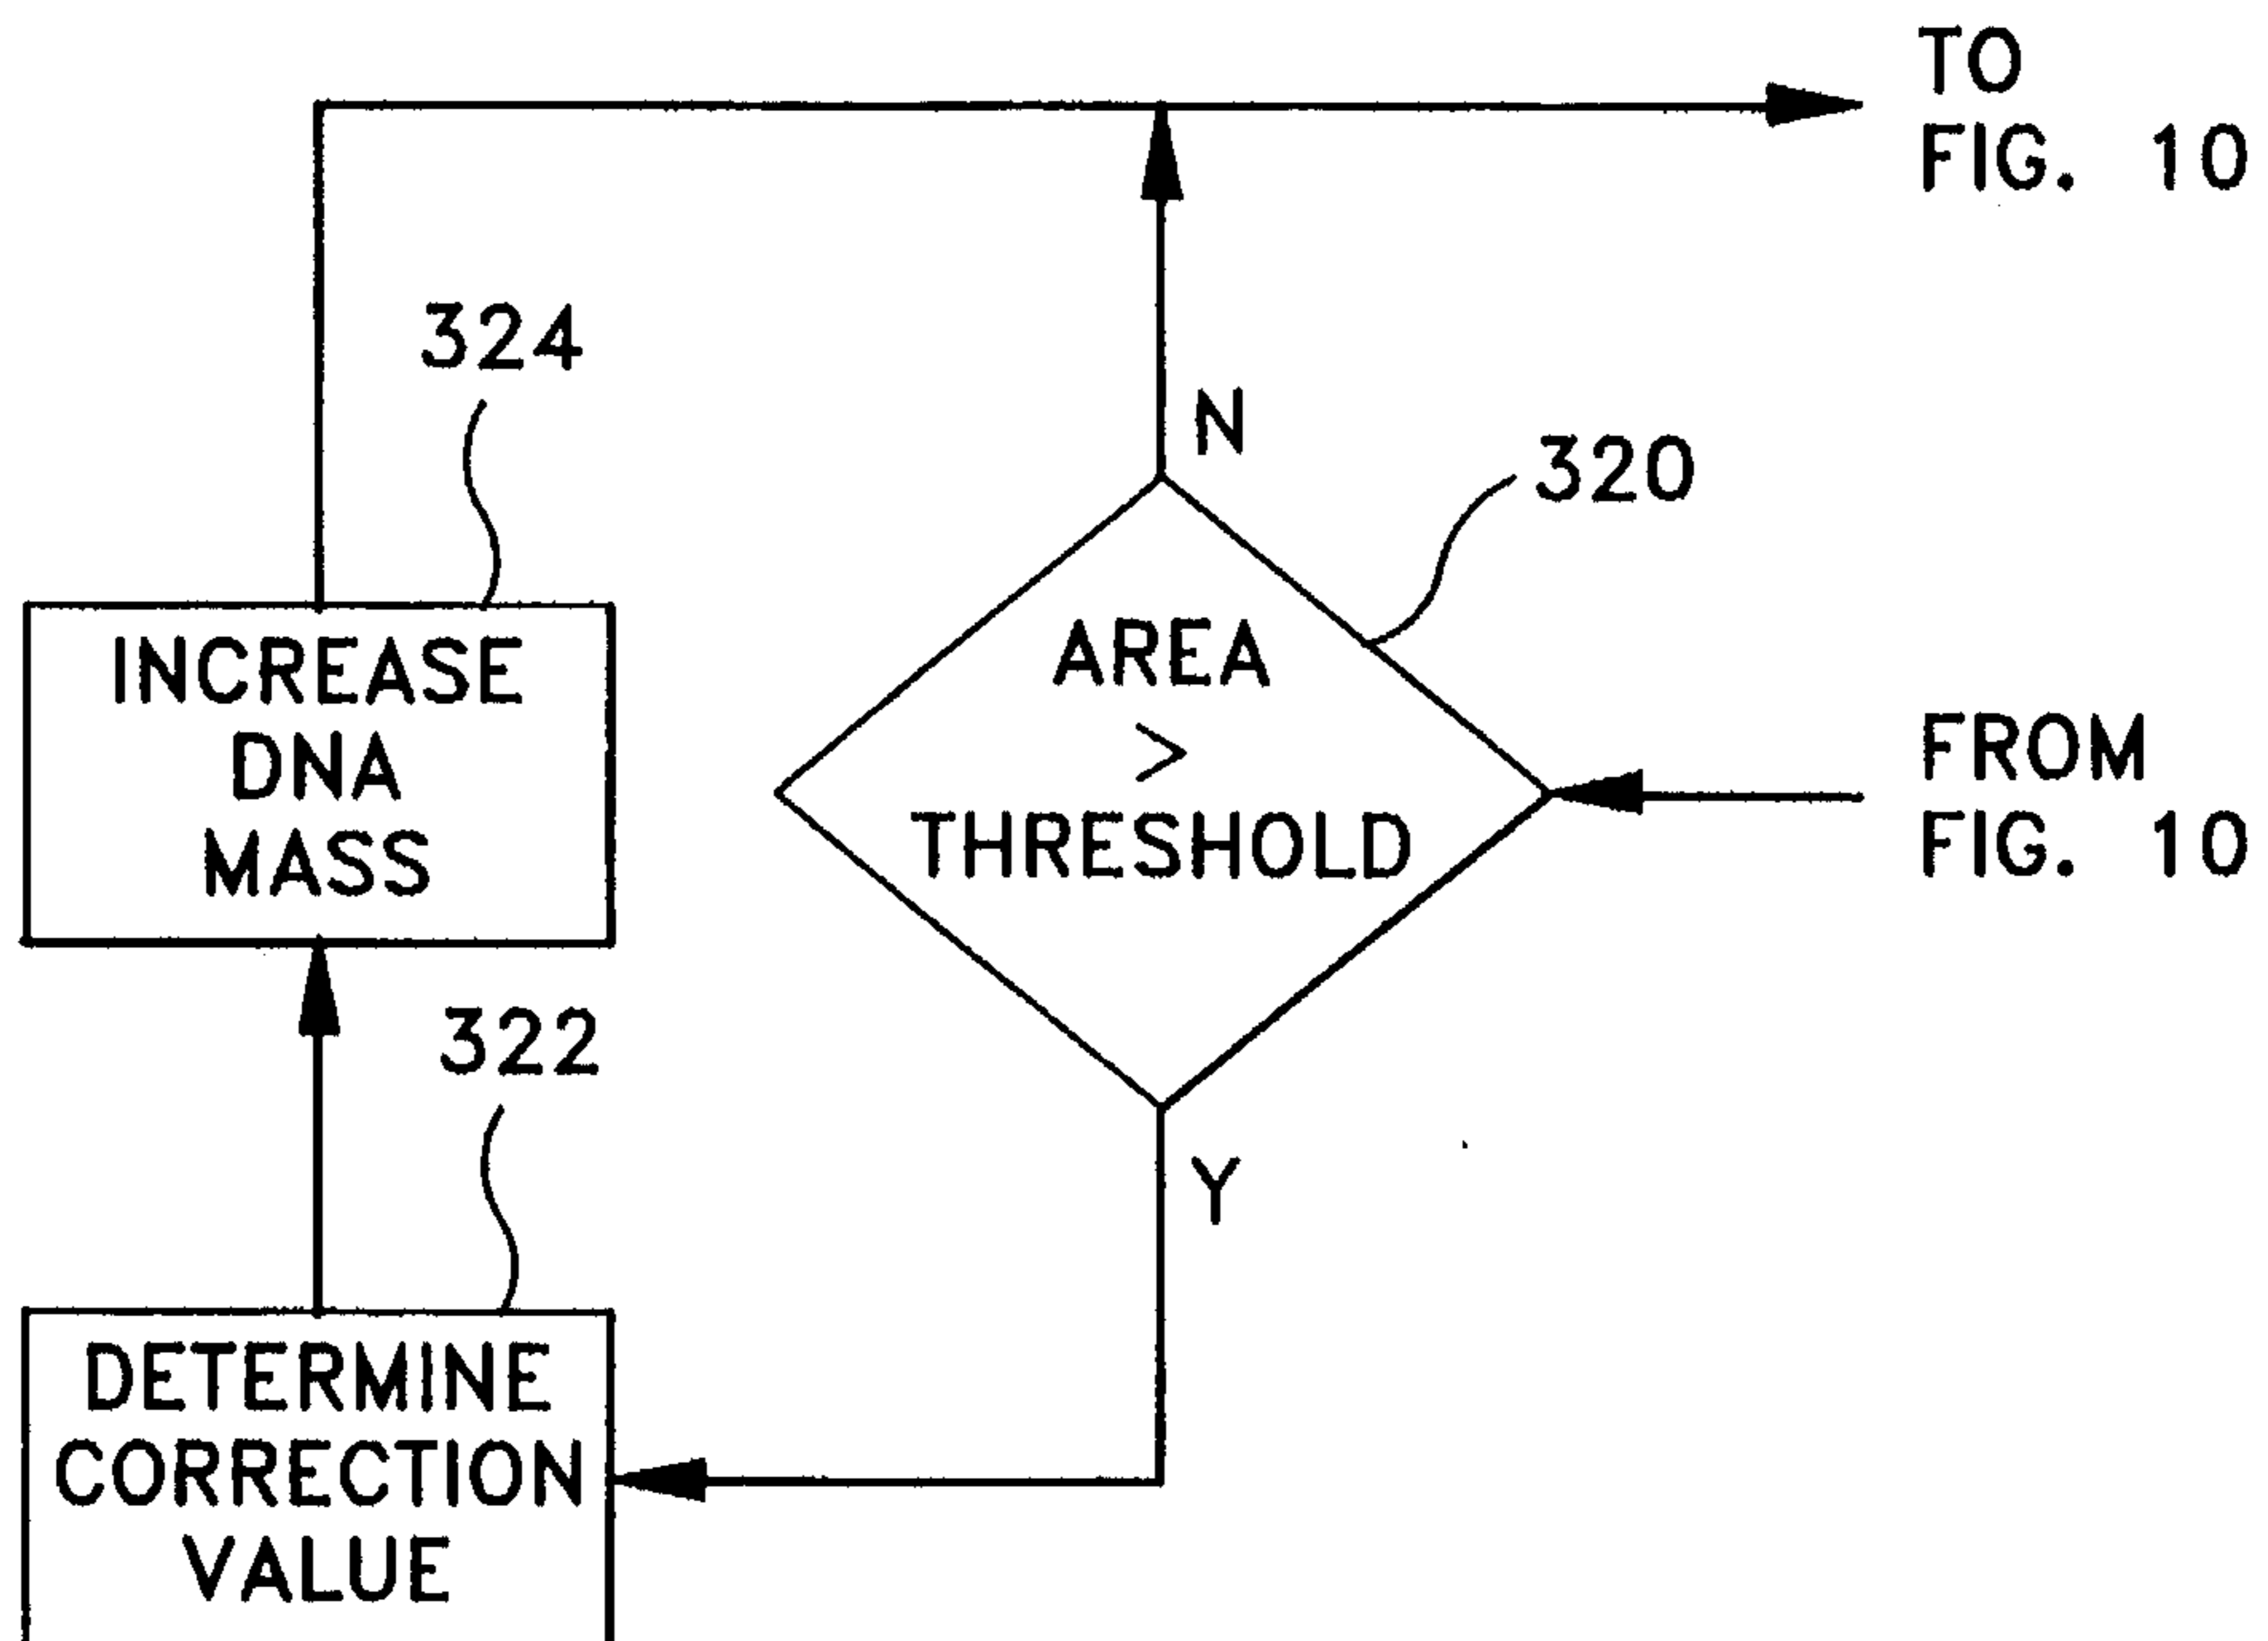 TO
FIG. 10
324
N
320
INCREASE
DNA
MASS
AREA
>
THRESHOLD
FROM
FIG. 10
322
Y
DETERMINE
CORRECTION
VALUE